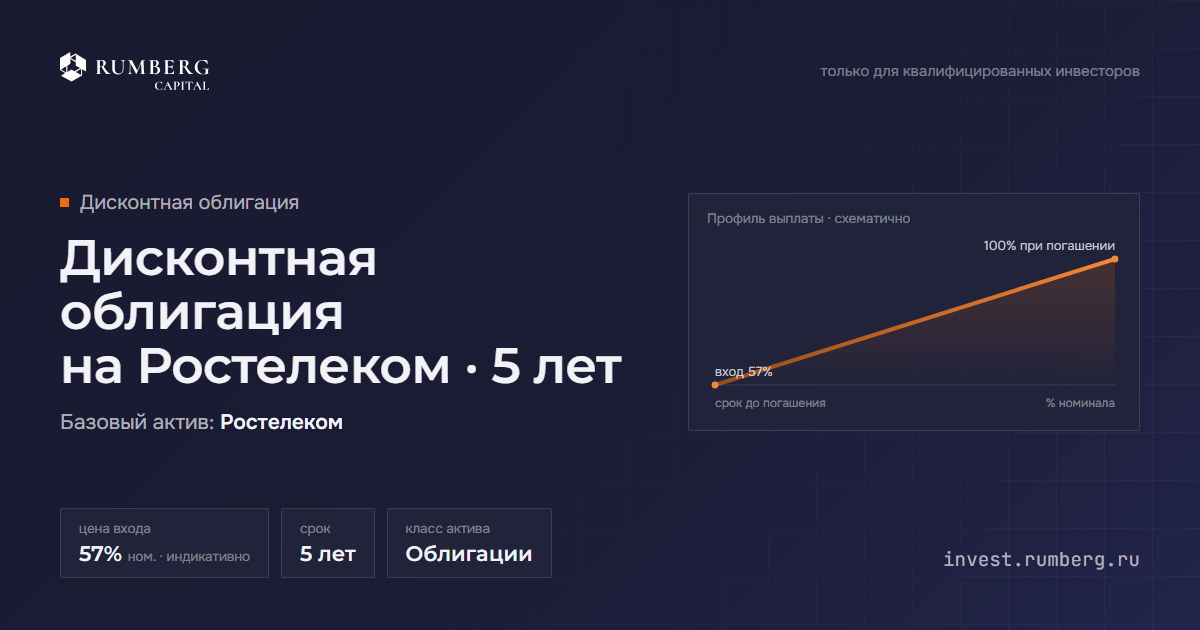 RUMBERG
CAPITAL
только для квалифицированных инвесторов
Дисконтная облигация
Дисконтная
облигация
на Ростелеком · 5 лет
Базовый актив: Ростелеком
Профиль выплаты · схематично
100% при погашении
вход 57%
срок до погашения
% номинала
цена входа
57% ном. · индикативно
срок
5 лет
класс актива
Облигации
invest.rumberg.ru